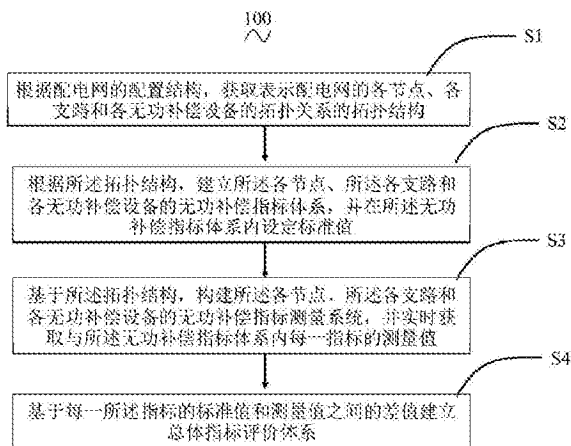 100
S1
根据配电网的配置结构，获取表示配电网的各节点、各
支路和各无功补偿设备的拓扑关系的拓扑结构
S2
根据所述拓扑结构，建立所述各节点、所述各支路和
各无功补偿设备的无功补偿指标体系，并在所述无功
补偿指标体系内设定标准值
S3
基于所述拓扑结构，构建所述各节点、所述各支路和
各无功补偿设备的无功补偿指标测量系统，并实时获
取与所述无功补偿指标体系内每一指标的测量值
S4
基于每一所述指标的标准值和测量值之间的差值建立
总体指标评价体系